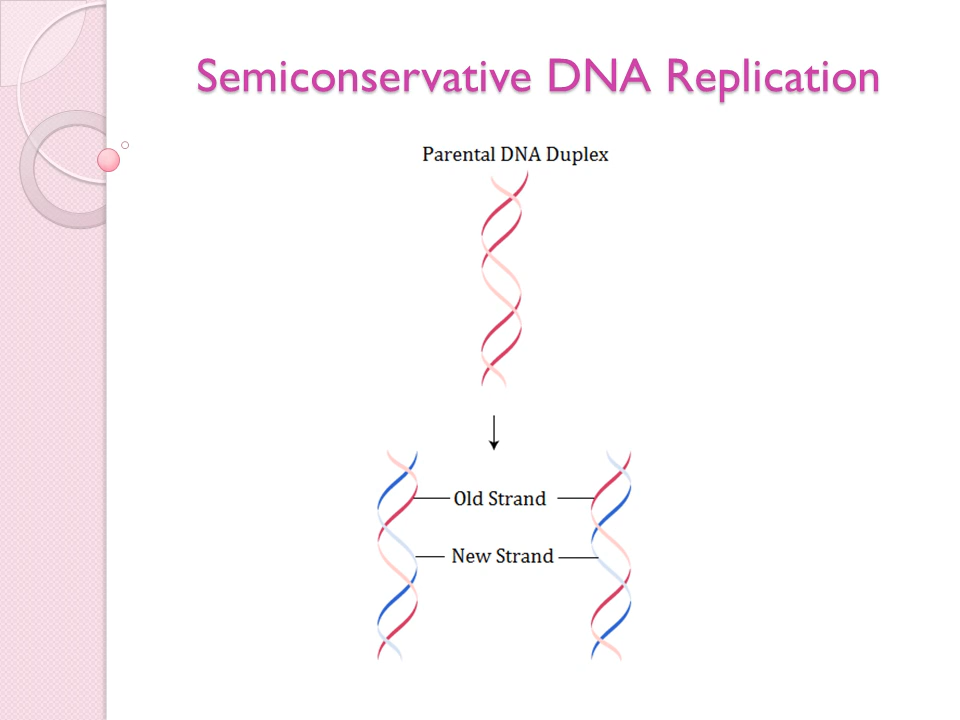 Semiconservative DNA Replication
Parental DNA Duplex
Old Strand
New Strand